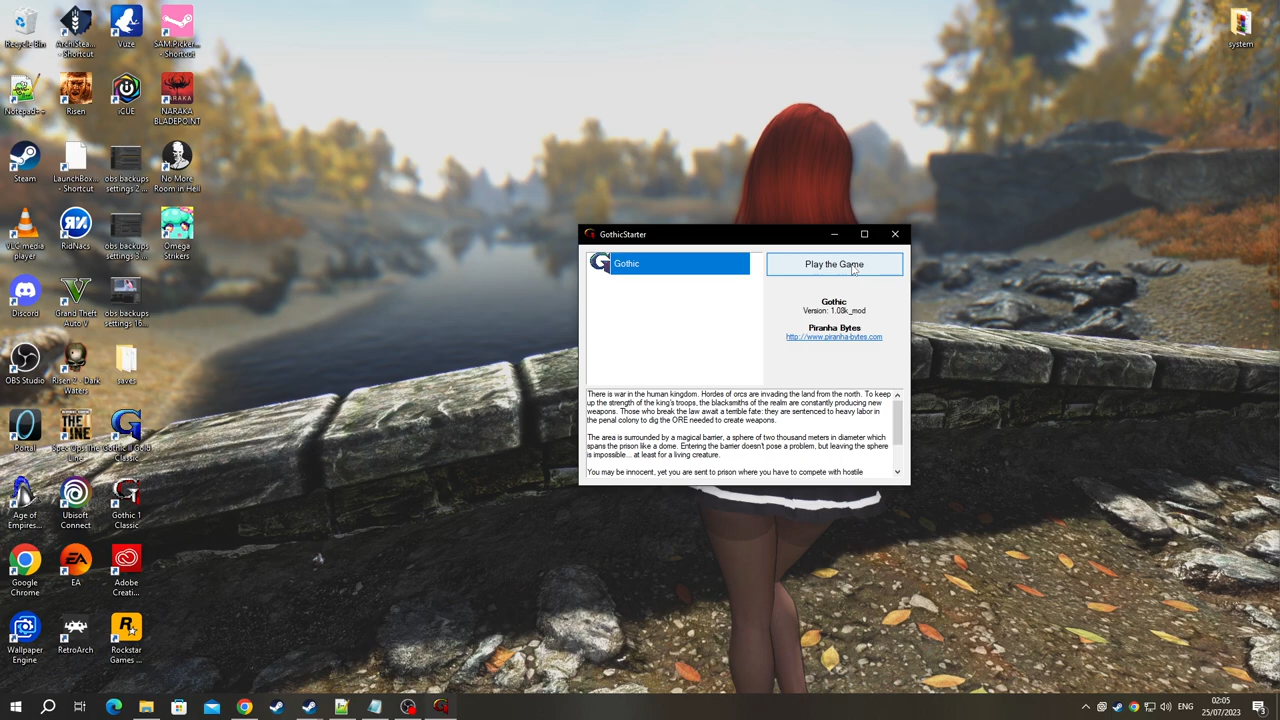 Recycle Bin
ArchiStea...
- Shortcut
Vuze
SAM.Picker...
- Shortcut
system
Notepad++
Risen
iCUE
NARAKA
BLADEPOINT
Steam
LaunchBox...
- Shortcut
obs backups
settings 2 ...
No More
Room in Hell
VLC media
player
RidNacs
obs backups
settings 3 ...
Omega
Strikers
Discord
Grand Theft
Auto V
obs backups
settings 16...
OBS Studio
Risen 2 - Dark
Waters
saves
Portal
Spec Ops The
Line
Gothic II Gold
Classic
Age of
Empires...
Ubisoft
Connect
Gothic 1
Classic
Google
Chrome
EA
Adobe
Creati...
Wallpaper
Engine
RetroArch
Rockstar
Games ...
GothicStarter
Gothic
Play the Game
Gothic
Version: 1.08k_mod
Piranha Bytes
http://www.piranha-bytes.com
There is war in the human kingdom. Hordes of orcs are invading the land from the north. To keep
up the strength of the king's troops, the blacksmiths of the realm are constantly producing new
weapons. Those who break the law await a terrible fate: they are sentenced to heavy labor in
the penal colony to dig the ORE needed to create weapons.
The area is surrounded by a magical barrier, a sphere of two thousand meters in diameter which
spans the prison like a dome. Entering the barrier doesn't pose a problem, but leaving the sphere
is impossible... at least for a living creature.
You may be innocent, yet you are sent to prison where you have to compete with hostile
ENG
02:05
25/07/2023
3